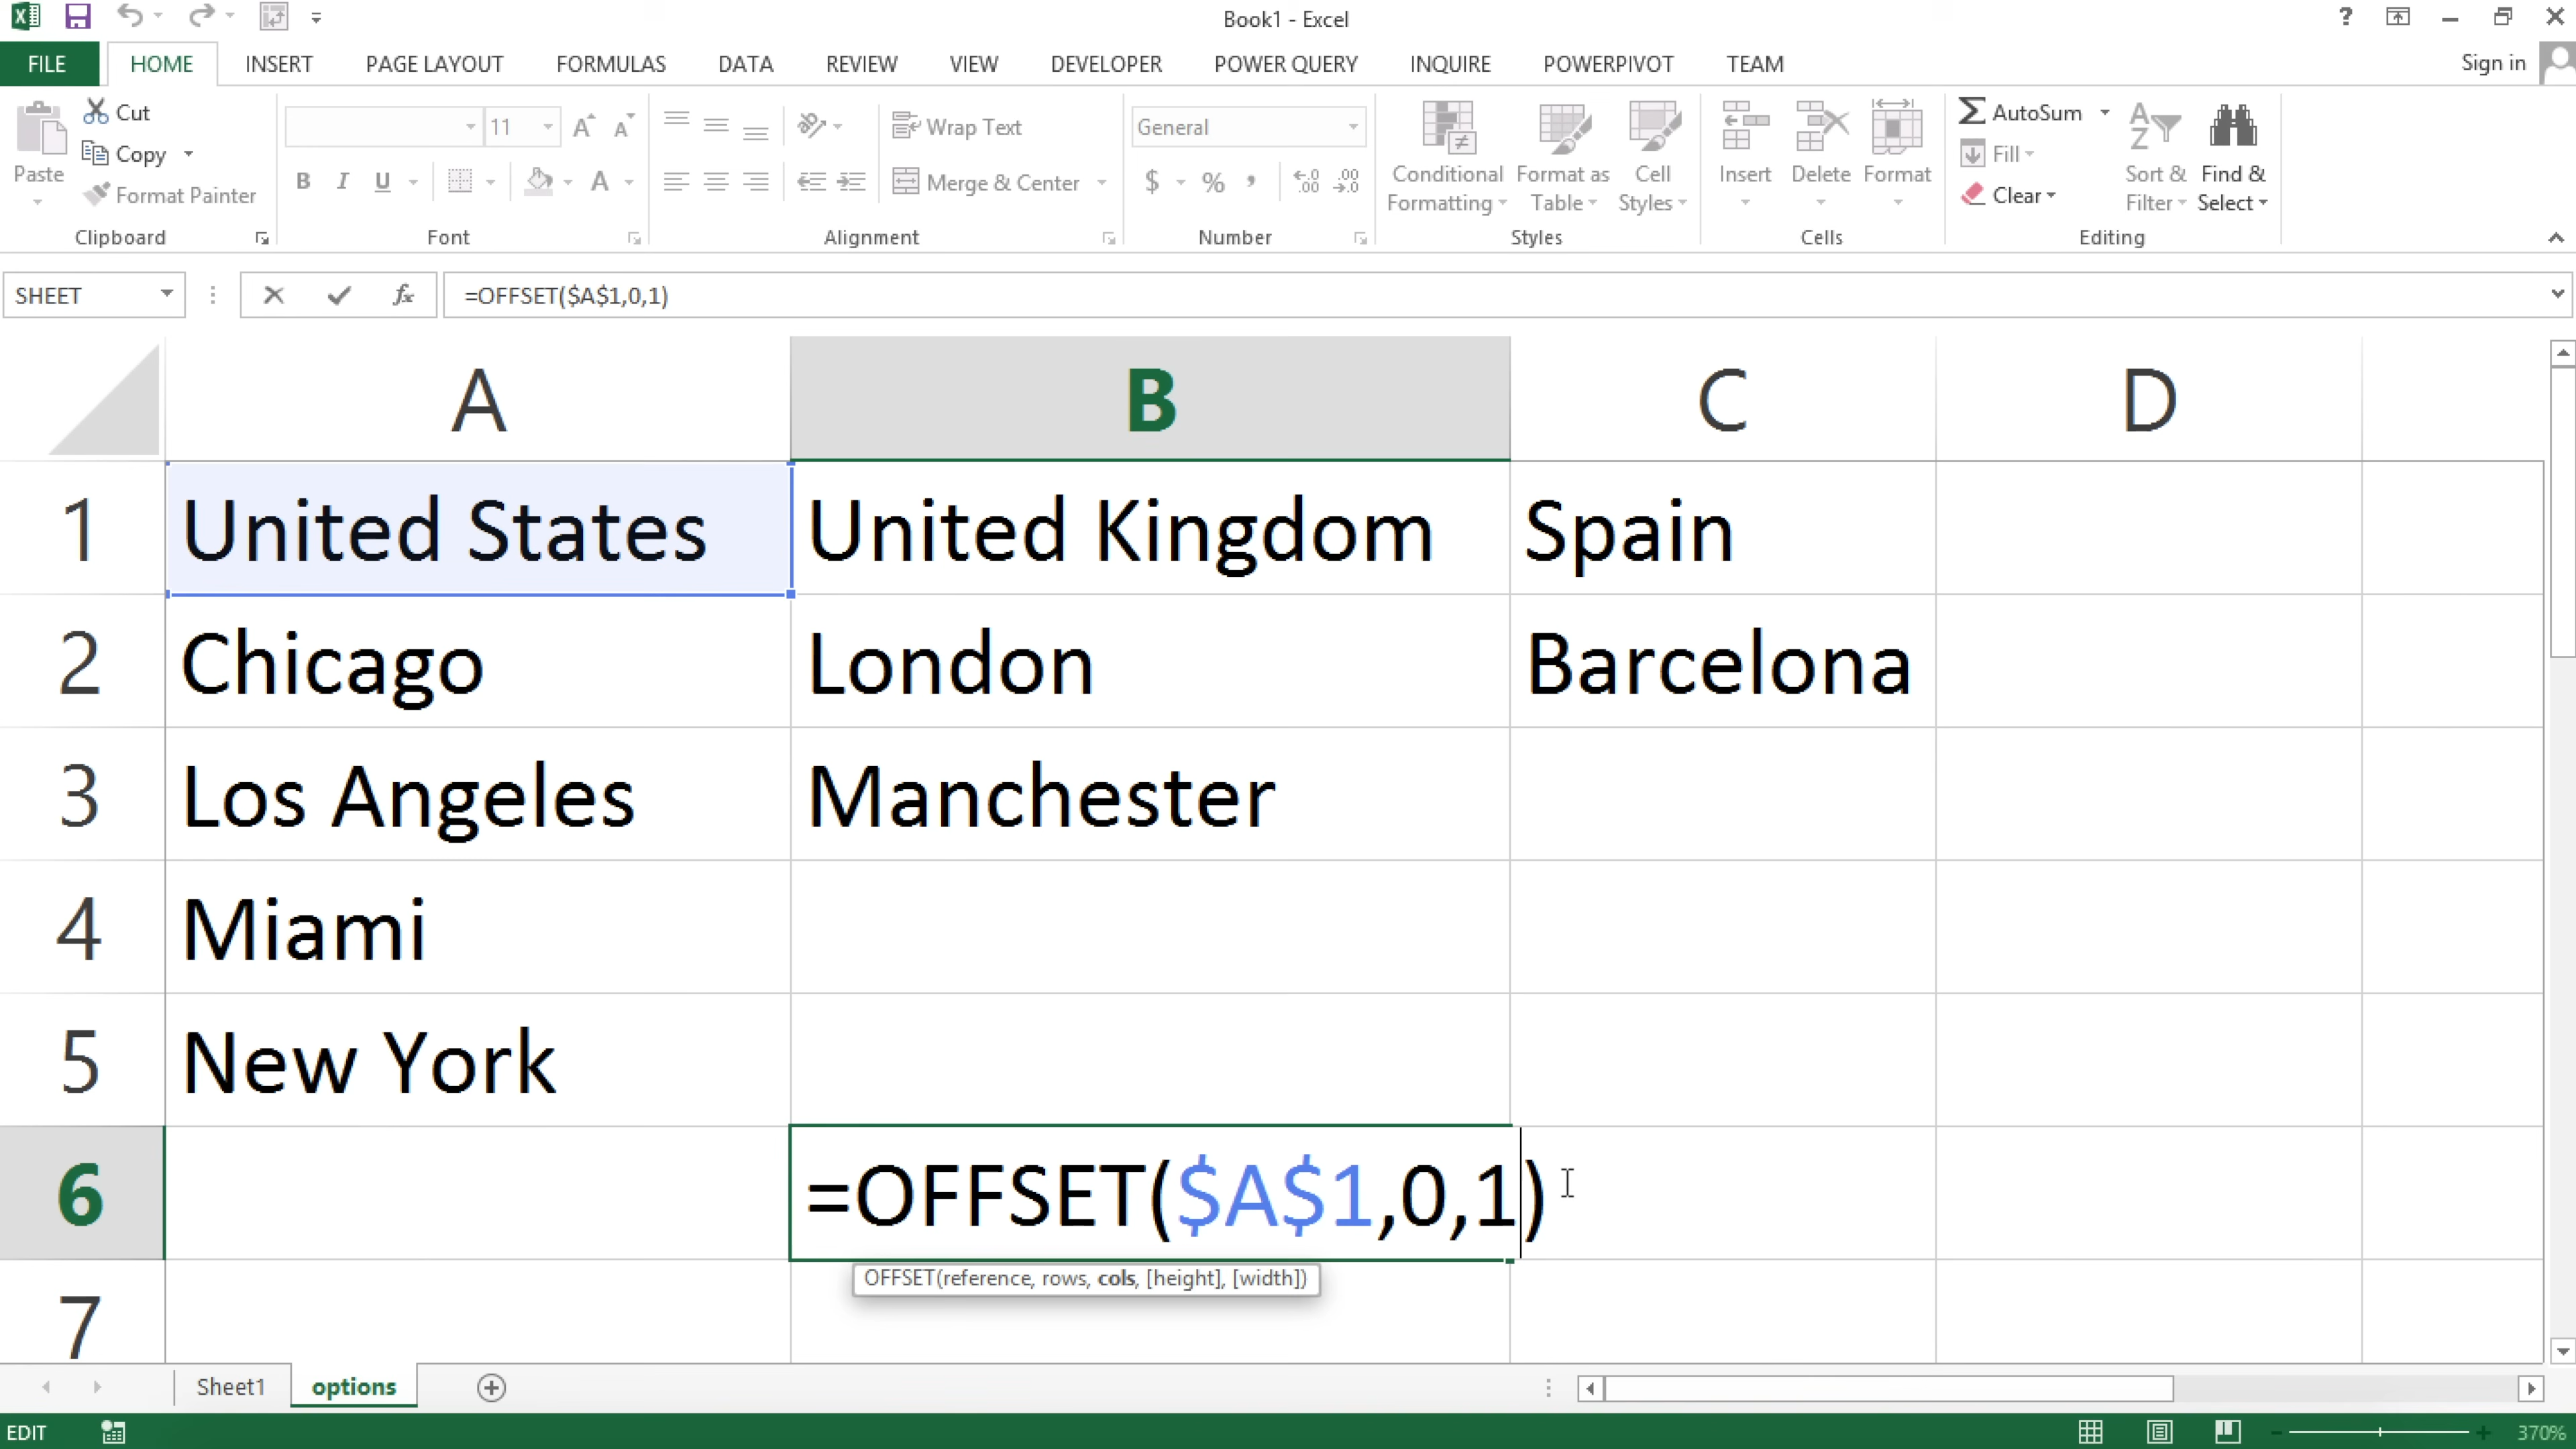 Book1 - Excel
?
FILE HOME INSERT PAGE LAYOUT FORMULAS DATA REVIEW VIEW DEVELOPER POWER QUERY INQUIRE POWERPIVOT TEAM Sign in
Cut
Copy
Format Painter
Paste
Clipboard
11
B I U
Font
Wrap Text
Merge & Center
Alignment
General
$ % ,
Number
Conditional Formatting
Format as Table
Cell Styles
Styles
Insert Delete Format
Cells
AutoSum
Fill
Clear
Sort & Filter
Find & Select
Editing
SHEET fx =OFFSET($A$1,0,1)
A B C D
1 United States United Kingdom Spain
2 Chicago London Barcelona
3 Los Angeles Manchester
4 Miami
5 New York
6 =OFFSET($A$1,0,1)
OFFSET(reference, rows, cols, [height], [width])
7
Sheet1 options
EDIT 370%